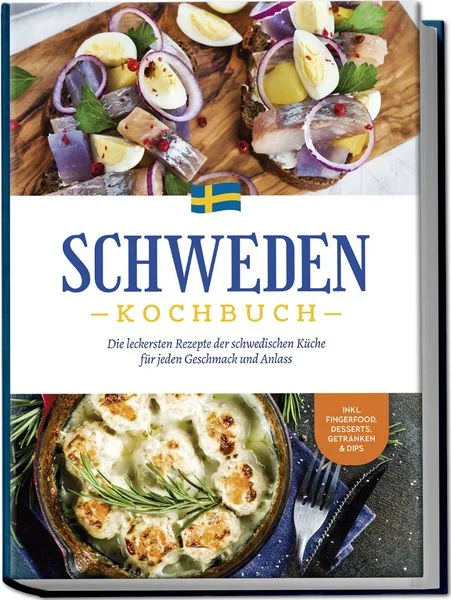 SCHWEDEN
– KOCHBUCH –
Die leckersten Rezepte der schwedischen Küche
für jeden Geschmack und Anlass
INKL.
FINGERFOOD,
DESSERTS,
GETRÄNKEN
& DIPS